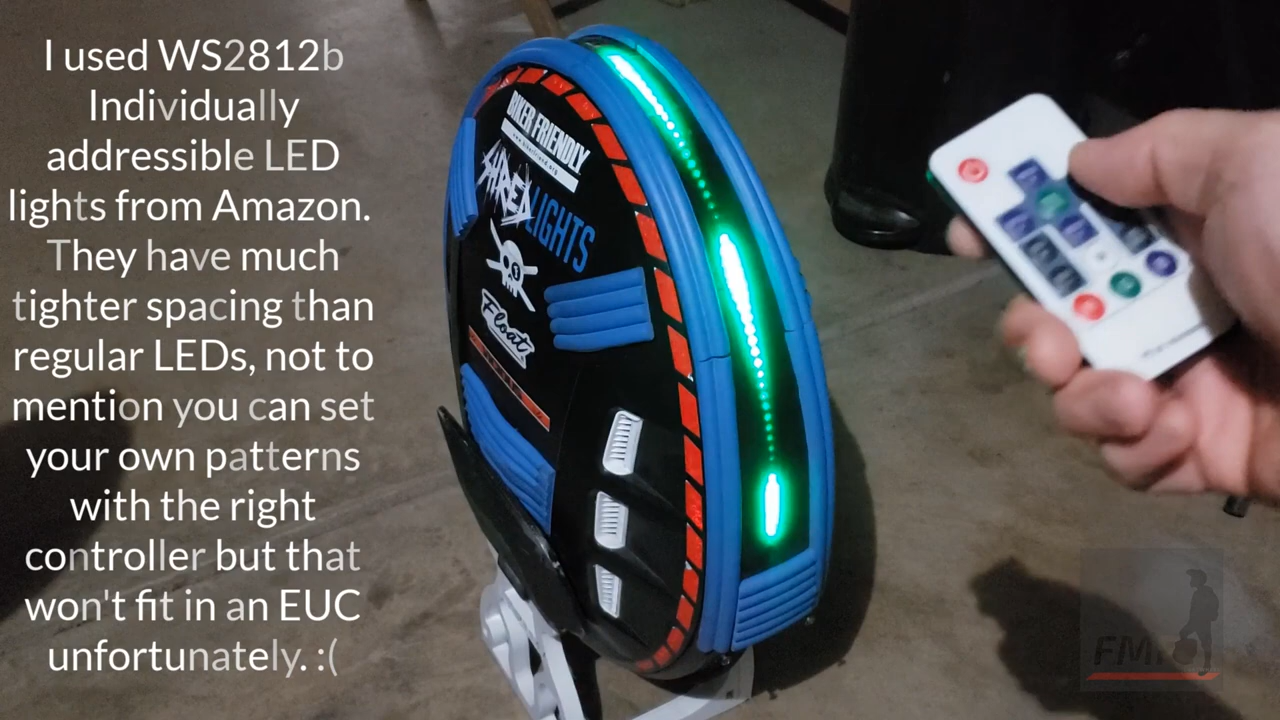 I used WS2812b
Individually
addressible LED
lights from Amazon.
They have much
tighter spacing than
regular LEDs, not to
mention you can set
your own patterns
with the right
controller but that
won't fit in an EUC
unfortunately. :(
BIKER FRIENDLY
SHRED
LIGHTS
Float